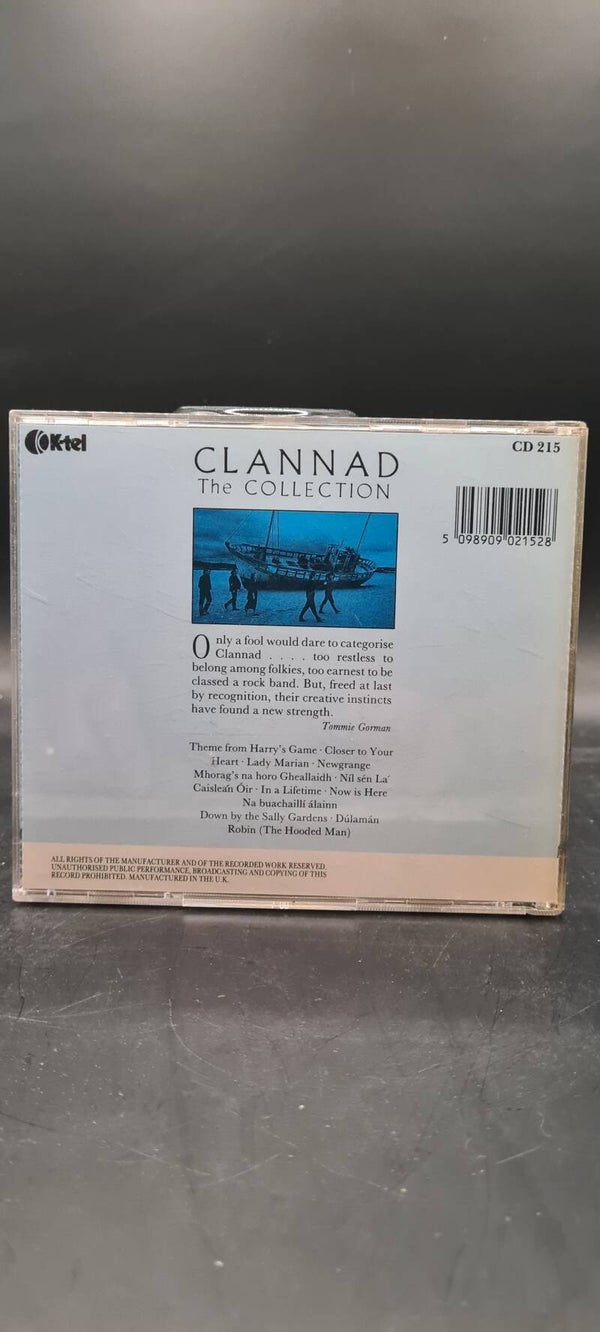 K-tel
CD 215
CLANNAD
The COLLECTION
5 098909 021528
Only a fool would dare to categorise
Clannad . . . . too restless to
belong among folkies, too earnest to be
classed a rock band. But, freed at last
by recognition, their creative instincts
have found a new strength.
Tommie Gorman
Theme from Harry's Game · Closer to Your
Heart · Lady Marian · Newgrange
Mhorag's na horo Gheallaidh · Níl sén La
Caisleán Óir · In a Lifetime · Now is Here
Na buachaillí álainn
Down by the Sally Gardens · Dúlamán
Robin (The Hooded Man)
ALL RIGHTS OF THE MANUFACTURER AND OF THE RECORDED WORK RESERVED.
UNAUTHORISED PUBLIC PERFORMANCE, BROADCASTING AND COPYING OF THIS
RECORD PROHIBITED. MANUFACTURED IN THE U.K.